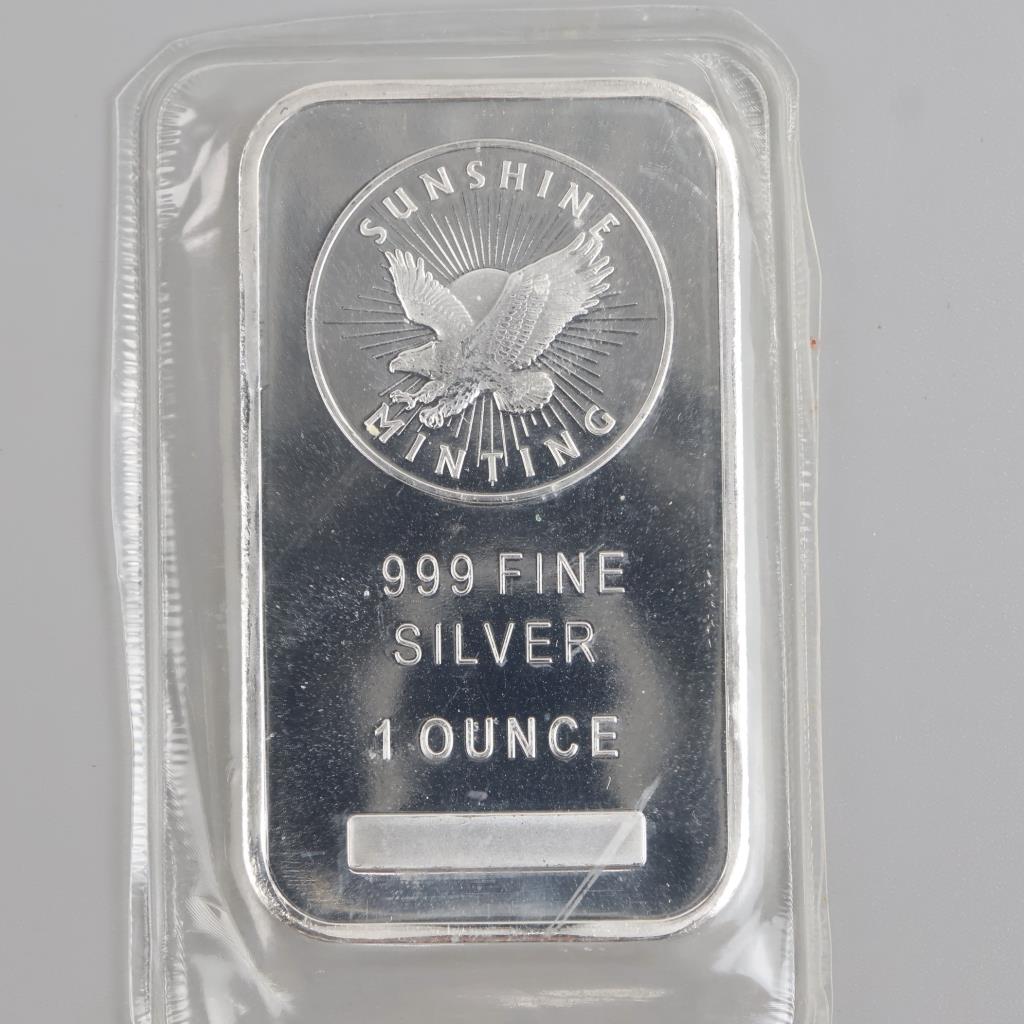 SUNSHINE
MINTING
999 FINE
SILVER
1 OUNCE